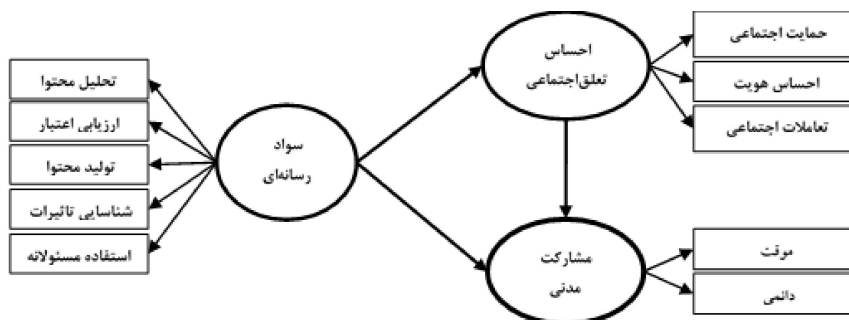 حمایت اجتماعی
احساس هویت
تعاملات اجتماعی
احساس
تعلق‌اجتماعی
سواد
رسانه‌ای
تحلیل محتوا
ارزیابی اعتبار
تولید محتوا
شناسایی تاثیرات
استفاده مسئولانه
مشارکت
مدنی
موقت
دائمی